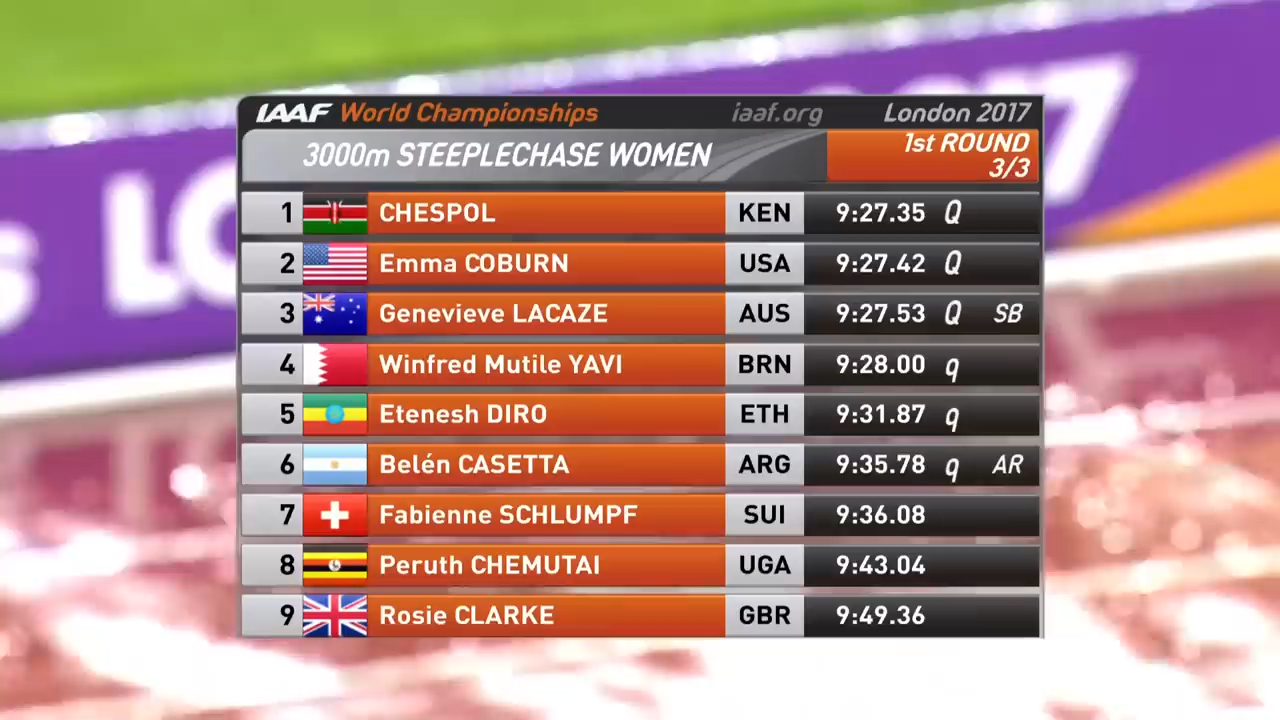 IAAF World Championships iaaf.org London 2017
3000m STEEPLECHASE WOMEN 1st ROUND
3/3
1 CHESPOL KEN 9:27.35 Q
2 Emma COBURN USA 9:27.42 Q
3 Genevieve LACAZE AUS 9:27.53 Q SB
4 Winfred Mutile YAVI BRN 9:28.00 q
5 Etenesh DIRO ETH 9:31.87 q
6 Belén CASETTA ARG 9:35.78 q AR
7 Fabienne SCHLUMPF SUI 9:36.08
8 Peruth CHEMUTAI UGA 9:43.04
9 Rosie CLARKE GBR 9:49.36